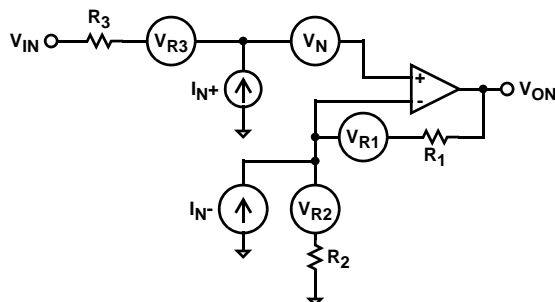 R3
VIN
VR3
VN
+
-
VON
IN+
VR1
R1
IN-
VR2
R2